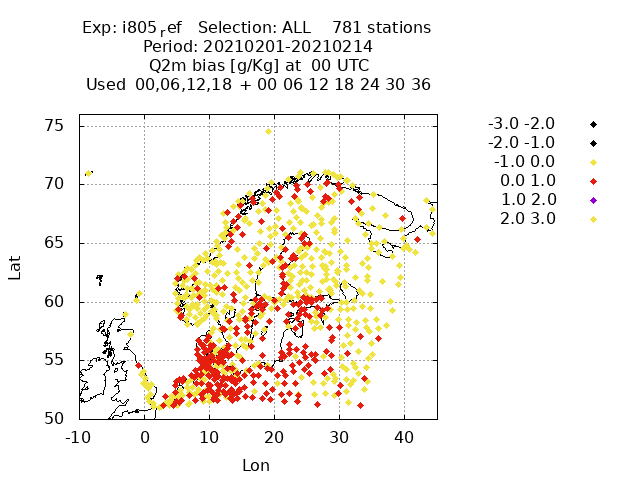 Exp: i805ref   Selection: ALL    781 stations
Period: 20210201-20210214
Q2m bias [g/Kg] at  00 UTC
Used  00,06,12,18 + 00 06 12 18 24 30 36
-3.0 -2.0
-2.0 -1.0
-1.0 0.0
0.0 1.0
1.0 2.0
2.0 3.0
75
70
65
60
55
50
Lat
-10 0 10 20 30 40
Lon